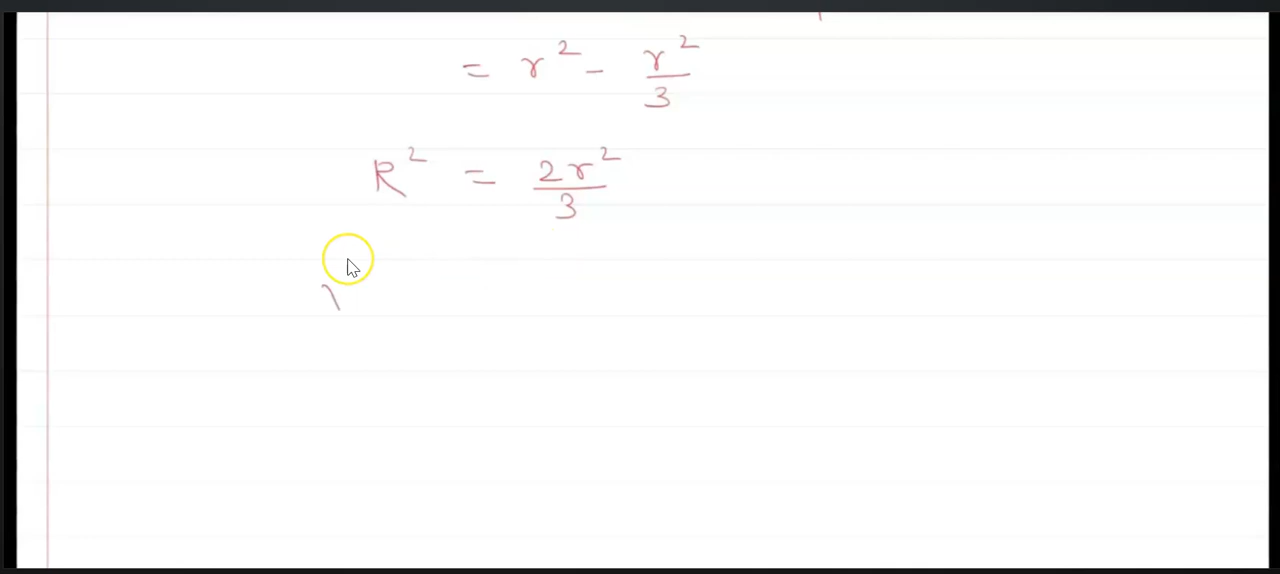 = r² - r²/3
R² = 2r²/3